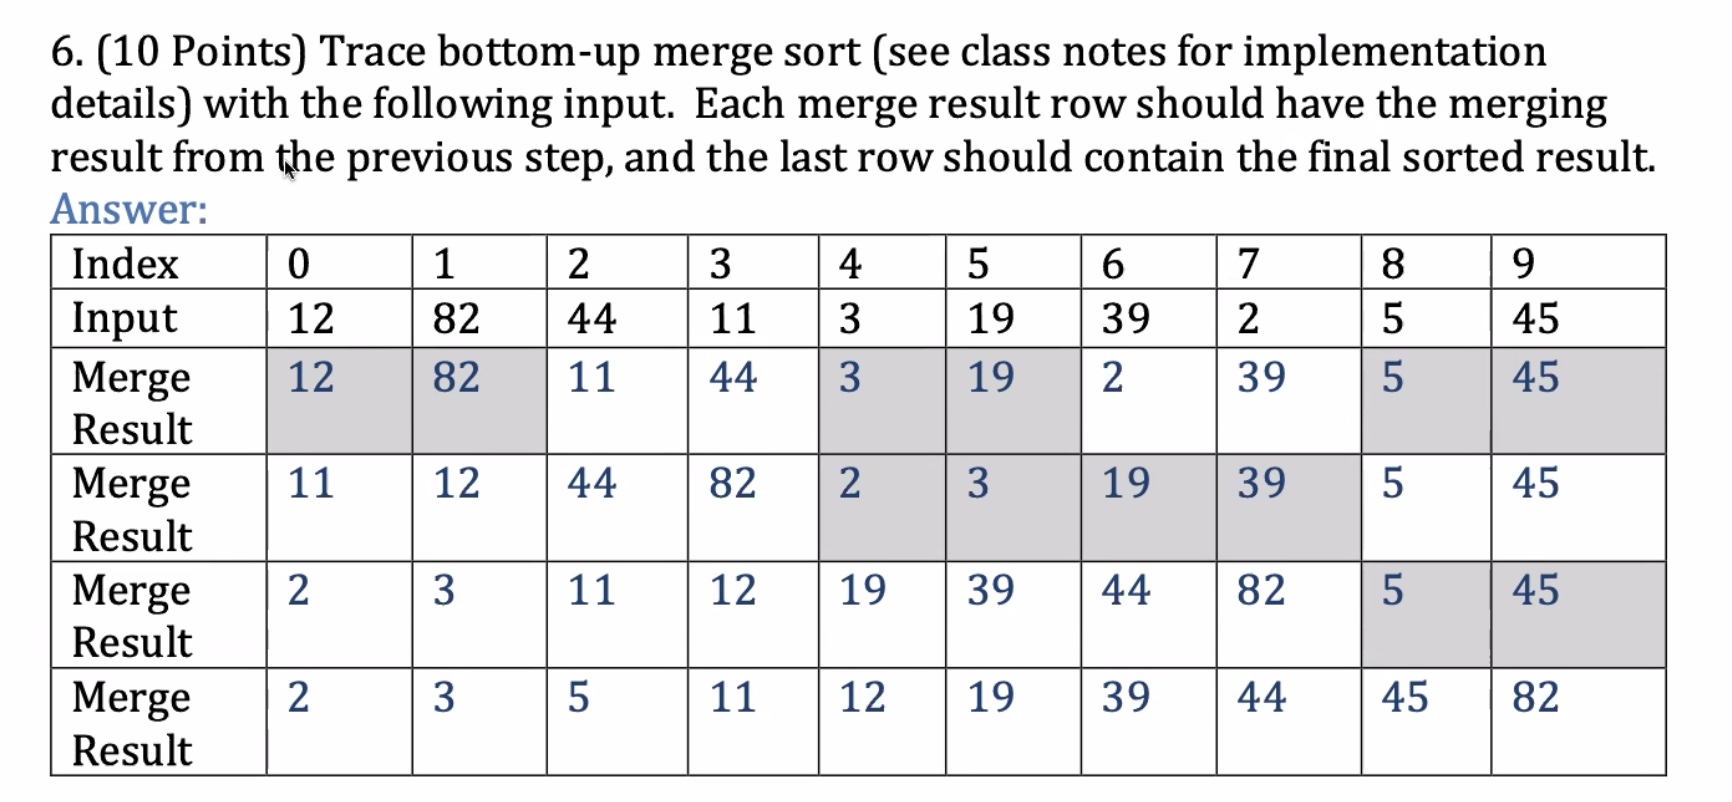 6. (10 Points) Trace bottom-up merge sort (see class notes for implementation
details) with the following input.  Each merge result row should have the merging
result from the previous step, and the last row should contain the final sorted result.
Answer:
Index 0 1 2 3 4 5 6 7 8 9
Input 12 82 44 11 3 19 39 2 5 45
Merge 12 82 11 44 3 19 2 39 5 45
Result
Merge 11 12 44 82 2 3 19 39 5 45
Result
Merge 2 3 11 12 19 39 44 82 5 45
Result
Merge 2 3 5 11 12 19 39 44 45 82
Result